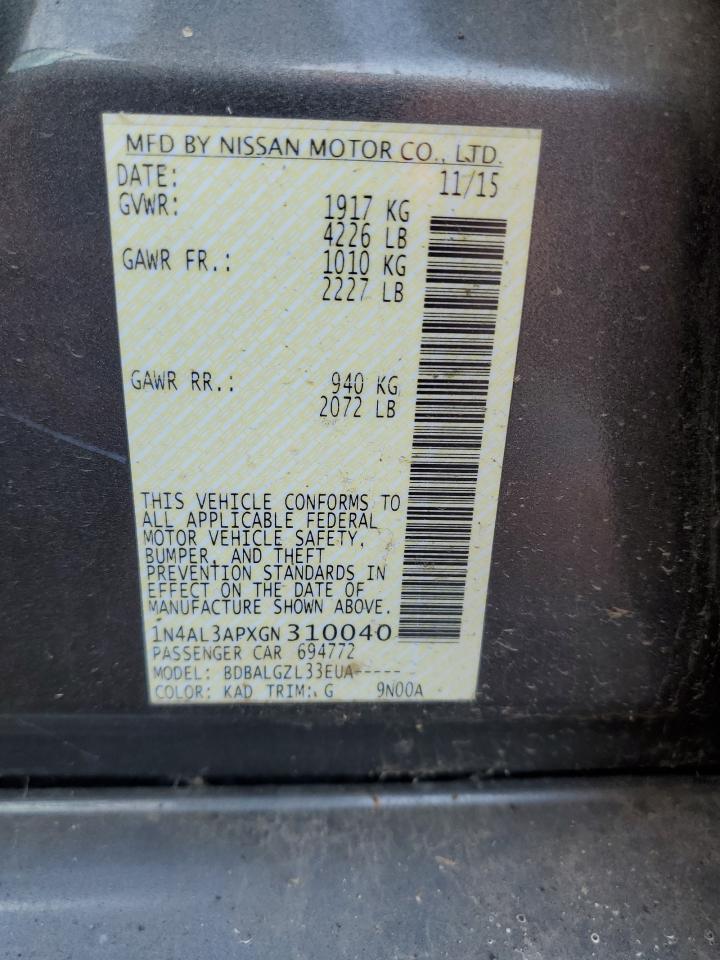 MFD BY NISSAN MOTOR CO., LTD.
DATE: 11/15
GVWR: 1917 KG
4226 LB
GAWR FR.: 1010 KG
2227 LB
GAWR RR.: 940 KG
2072 LB
THIS VEHICLE CONFORMS TO
ALL APPLICABLE FEDERAL
MOTOR VEHICLE SAFETY,
BUMPER, AND THEFT
PREVENTION STANDARDS IN
EFFECT ON THE DATE OF
MANUFACTURE SHOWN ABOVE.
1N4AL3APXGN 310040
PASSENGER CAR 694772
MODEL: BDBALGZL33EUA-----
COLOR: KAD TRIM: G 9N00A